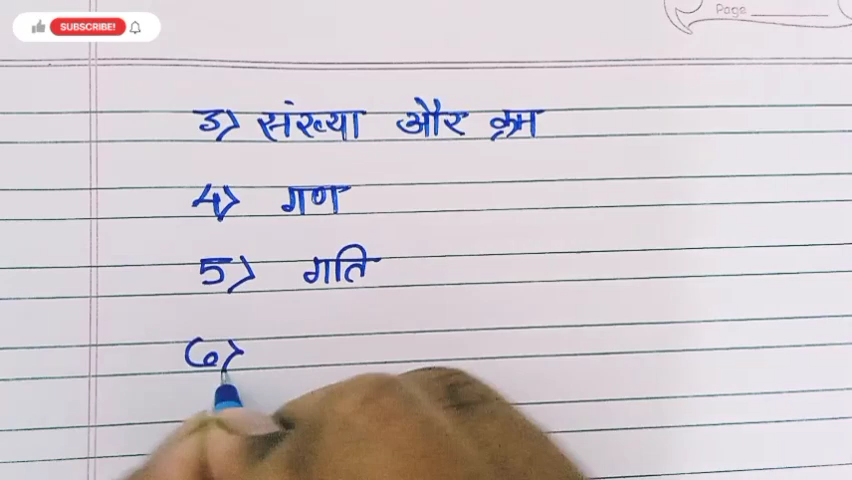 SUBSCRIBE!
Page
3) संख्या और क्रम
4) गण
5) गति
6)